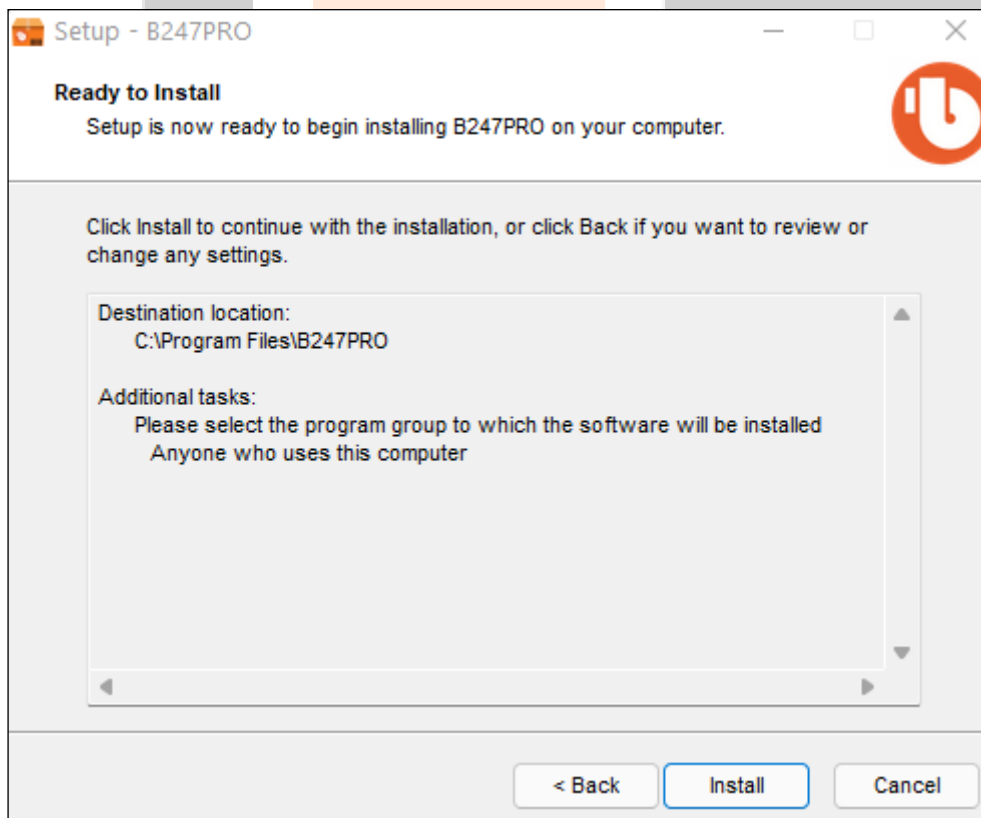 Setup - B247PRO
Ready to Install
Setup is now ready to begin installing B247PRO on your computer.
Click Install to continue with the installation, or click Back if you want to review or
change any settings.
Destination location:
C:\Program Files\B247PRO
Additional tasks:
Please select the program group to which the software will be installed
Anyone who uses this computer
< Back
Install
Cancel